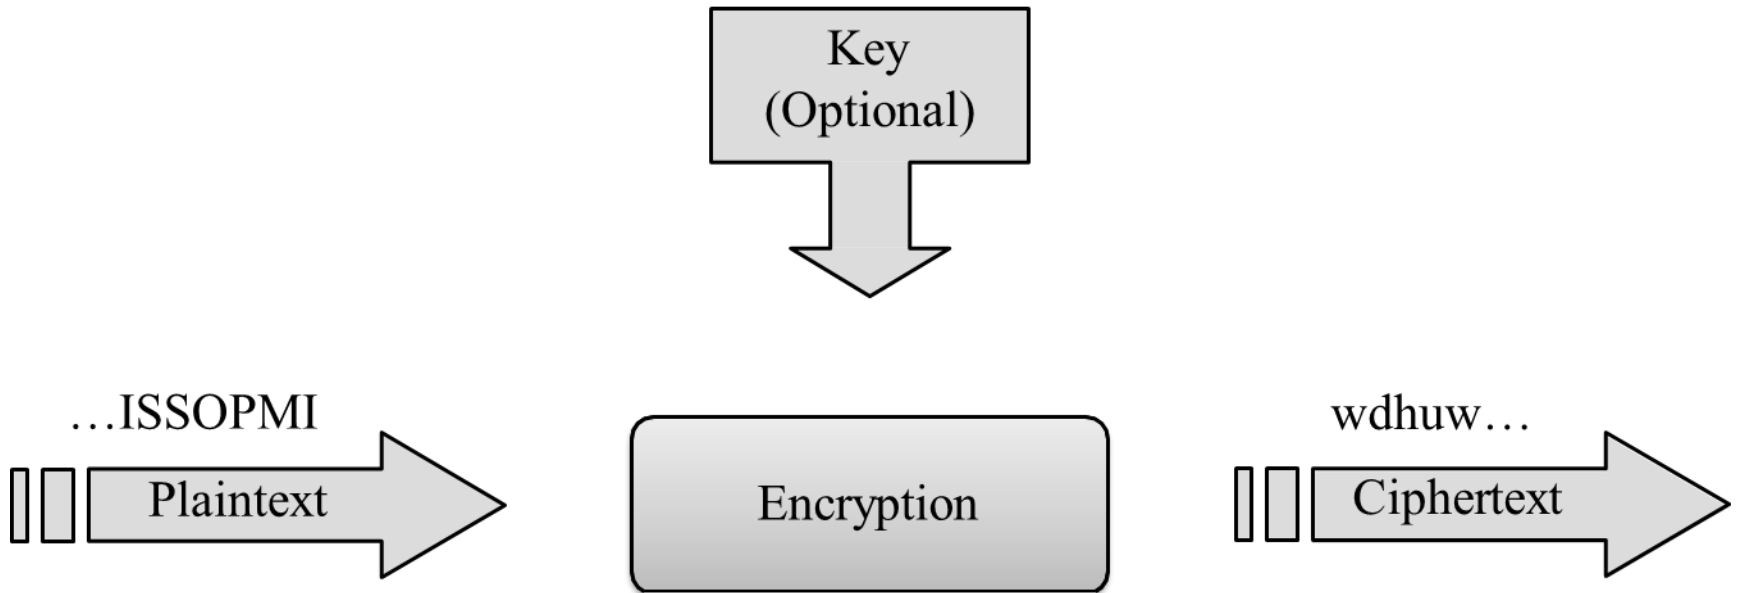 Key
(Optional)
…ISSOPMI
wdhuw…
Plaintext
Encryption
Ciphertext